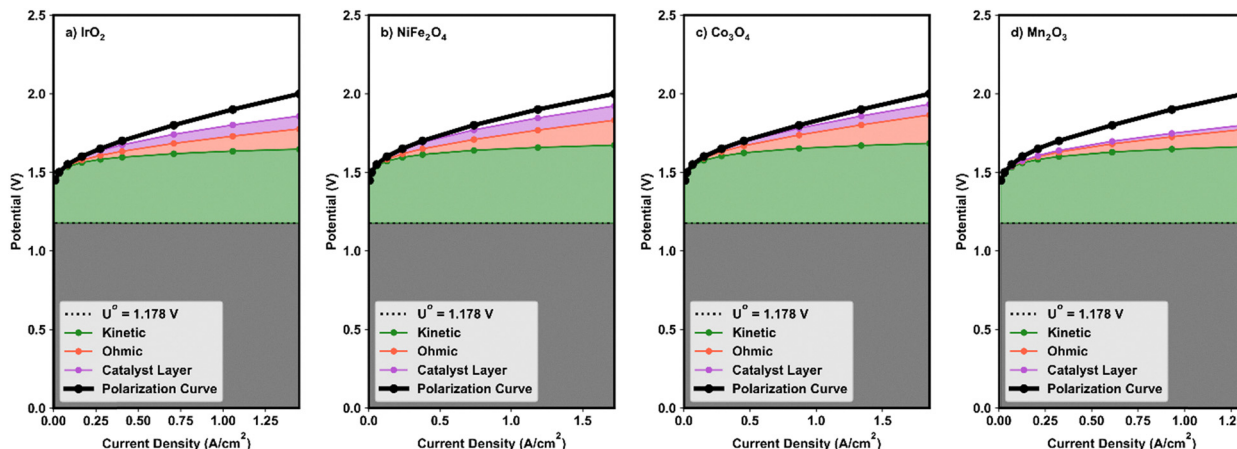 a) IrO₂
Potential (V)
2.5
2.0
1.5
1.0
0.5
0.0
U° = 1.178 V
Kinetic
Ohmic
Catalyst Layer
Polarization Curve
0.00 0.25 0.50 0.75 1.00 1.25
Current Density (A/cm²)
b) NiFe₂O₄
Potential (V)
2.5
2.0
1.5
1.0
0.5
0.0
U° = 1.178 V
Kinetic
Ohmic
Catalyst Layer
Polarization Curve
0.0 0.5 1.0 1.5
Current Density (A/cm²)
c) Co₃O₄
Potential (V)
2.5
2.0
1.5
1.0
0.5
0.0
U° = 1.178 V
Kinetic
Ohmic
Catalyst Layer
Polarization Curve
0.0 0.5 1.0 1.5
Current Density (A/cm²)
d) Mn₂O₃
Potential (V)
2.5
2.0
1.5
1.0
0.5
0.0
U° = 1.178 V
Kinetic
Ohmic
Catalyst Layer
Polarization Curve
0.00 0.25 0.50 0.75 1.00
Current Density (A/cm²)